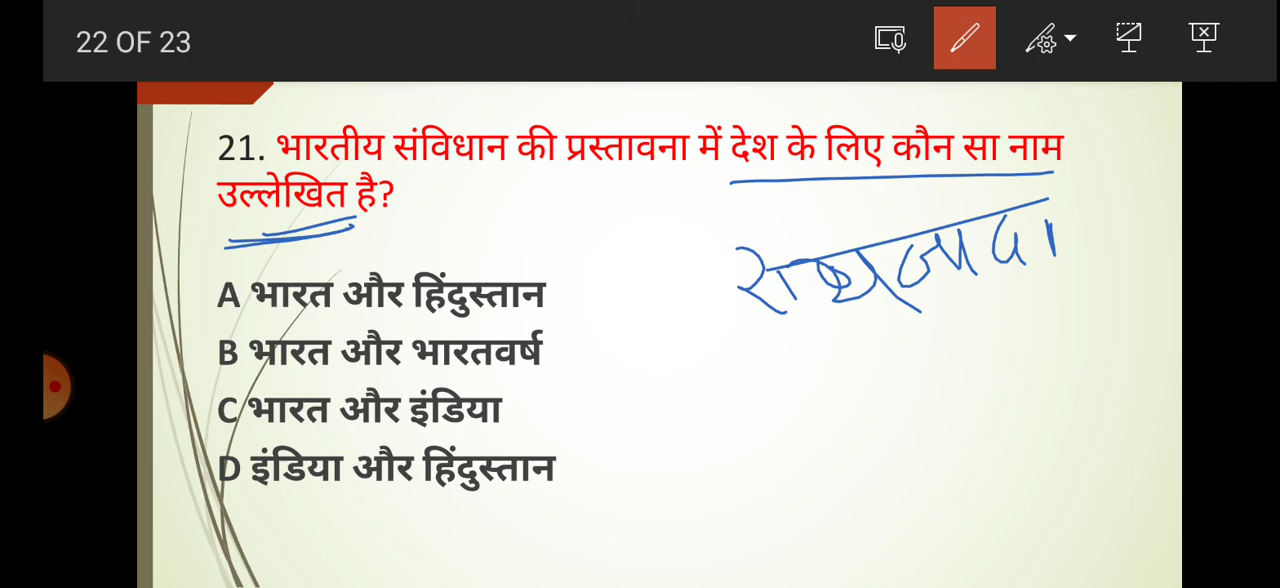 22 OF 23
21. भारतीय संविधान की प्रस्तावना में देश के लिए कौन सा नाम
उल्लेखित है?
A भारत और हिंदुस्तान
B भारत और भारतवर्ष
C भारत और इंडिया
D इंडिया और हिंदुस्तान